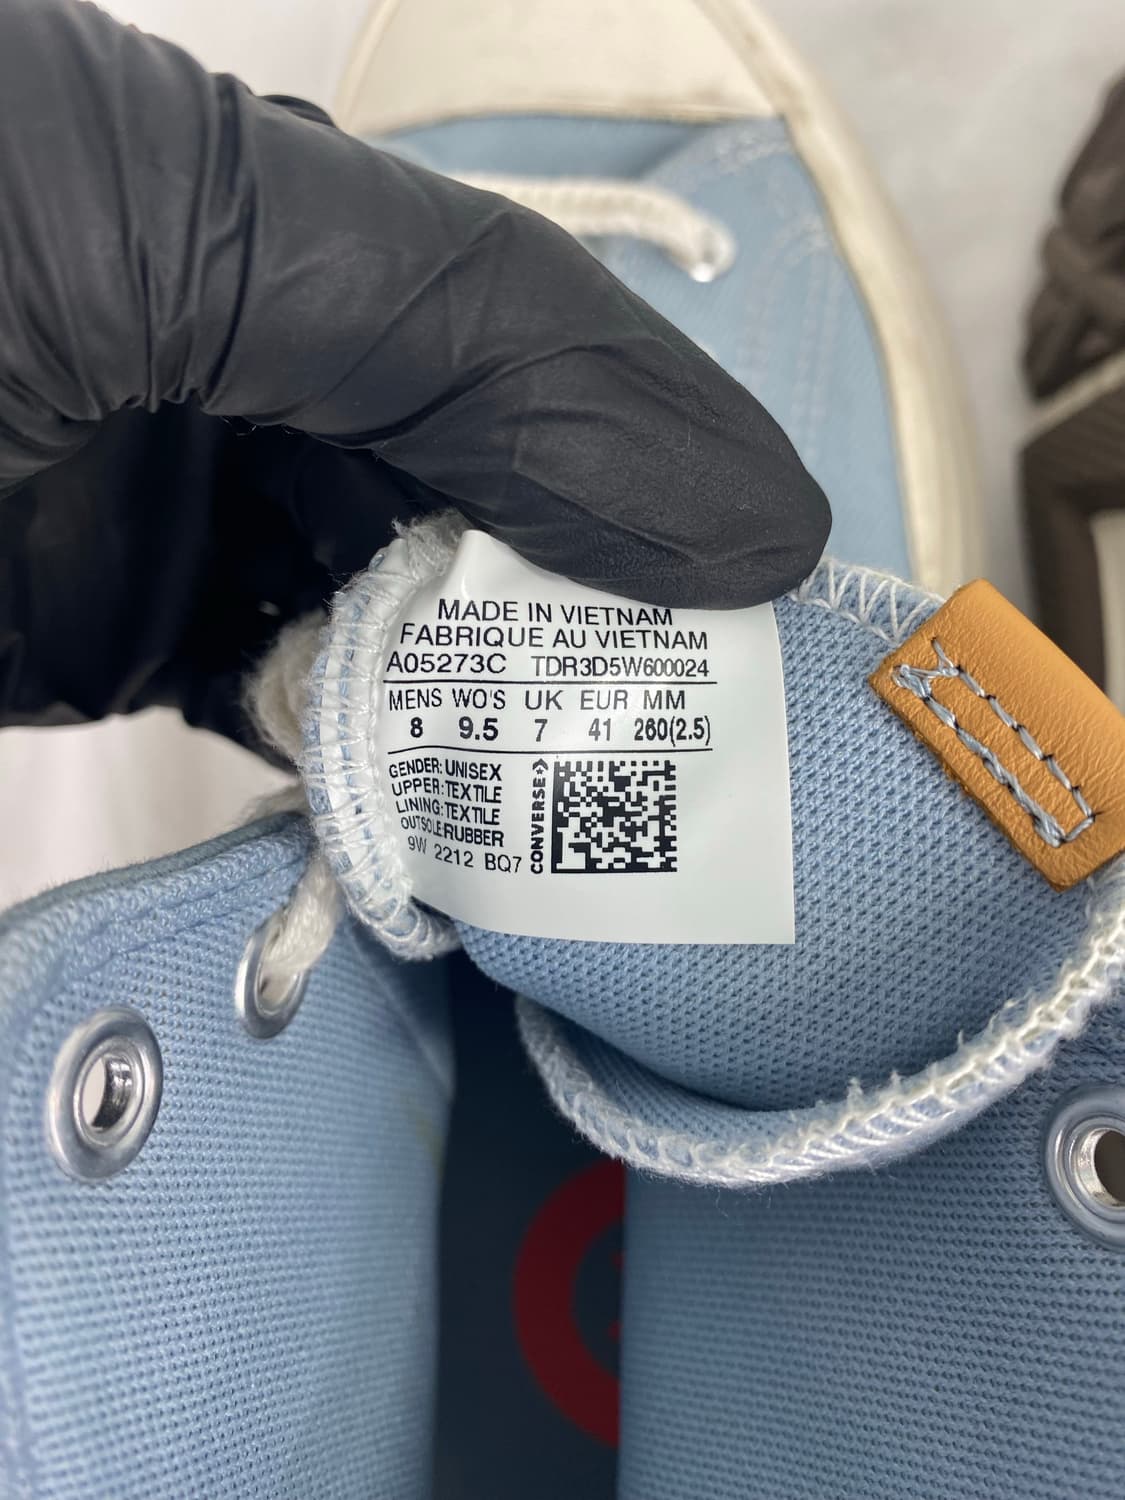 MADE IN VIETNAM
FABRIQUE AU VIETNAM
A05273C TDR3D5W600024
MENS WO'S UK EUR MM
8 9.5 7 41 260(2.5)
GENDER: UNISEX
UPPER:TEXTILE
LINING:TEXTILE
OUTSOLE:RUBBER
9W 2212 BQ7
CONVERSE